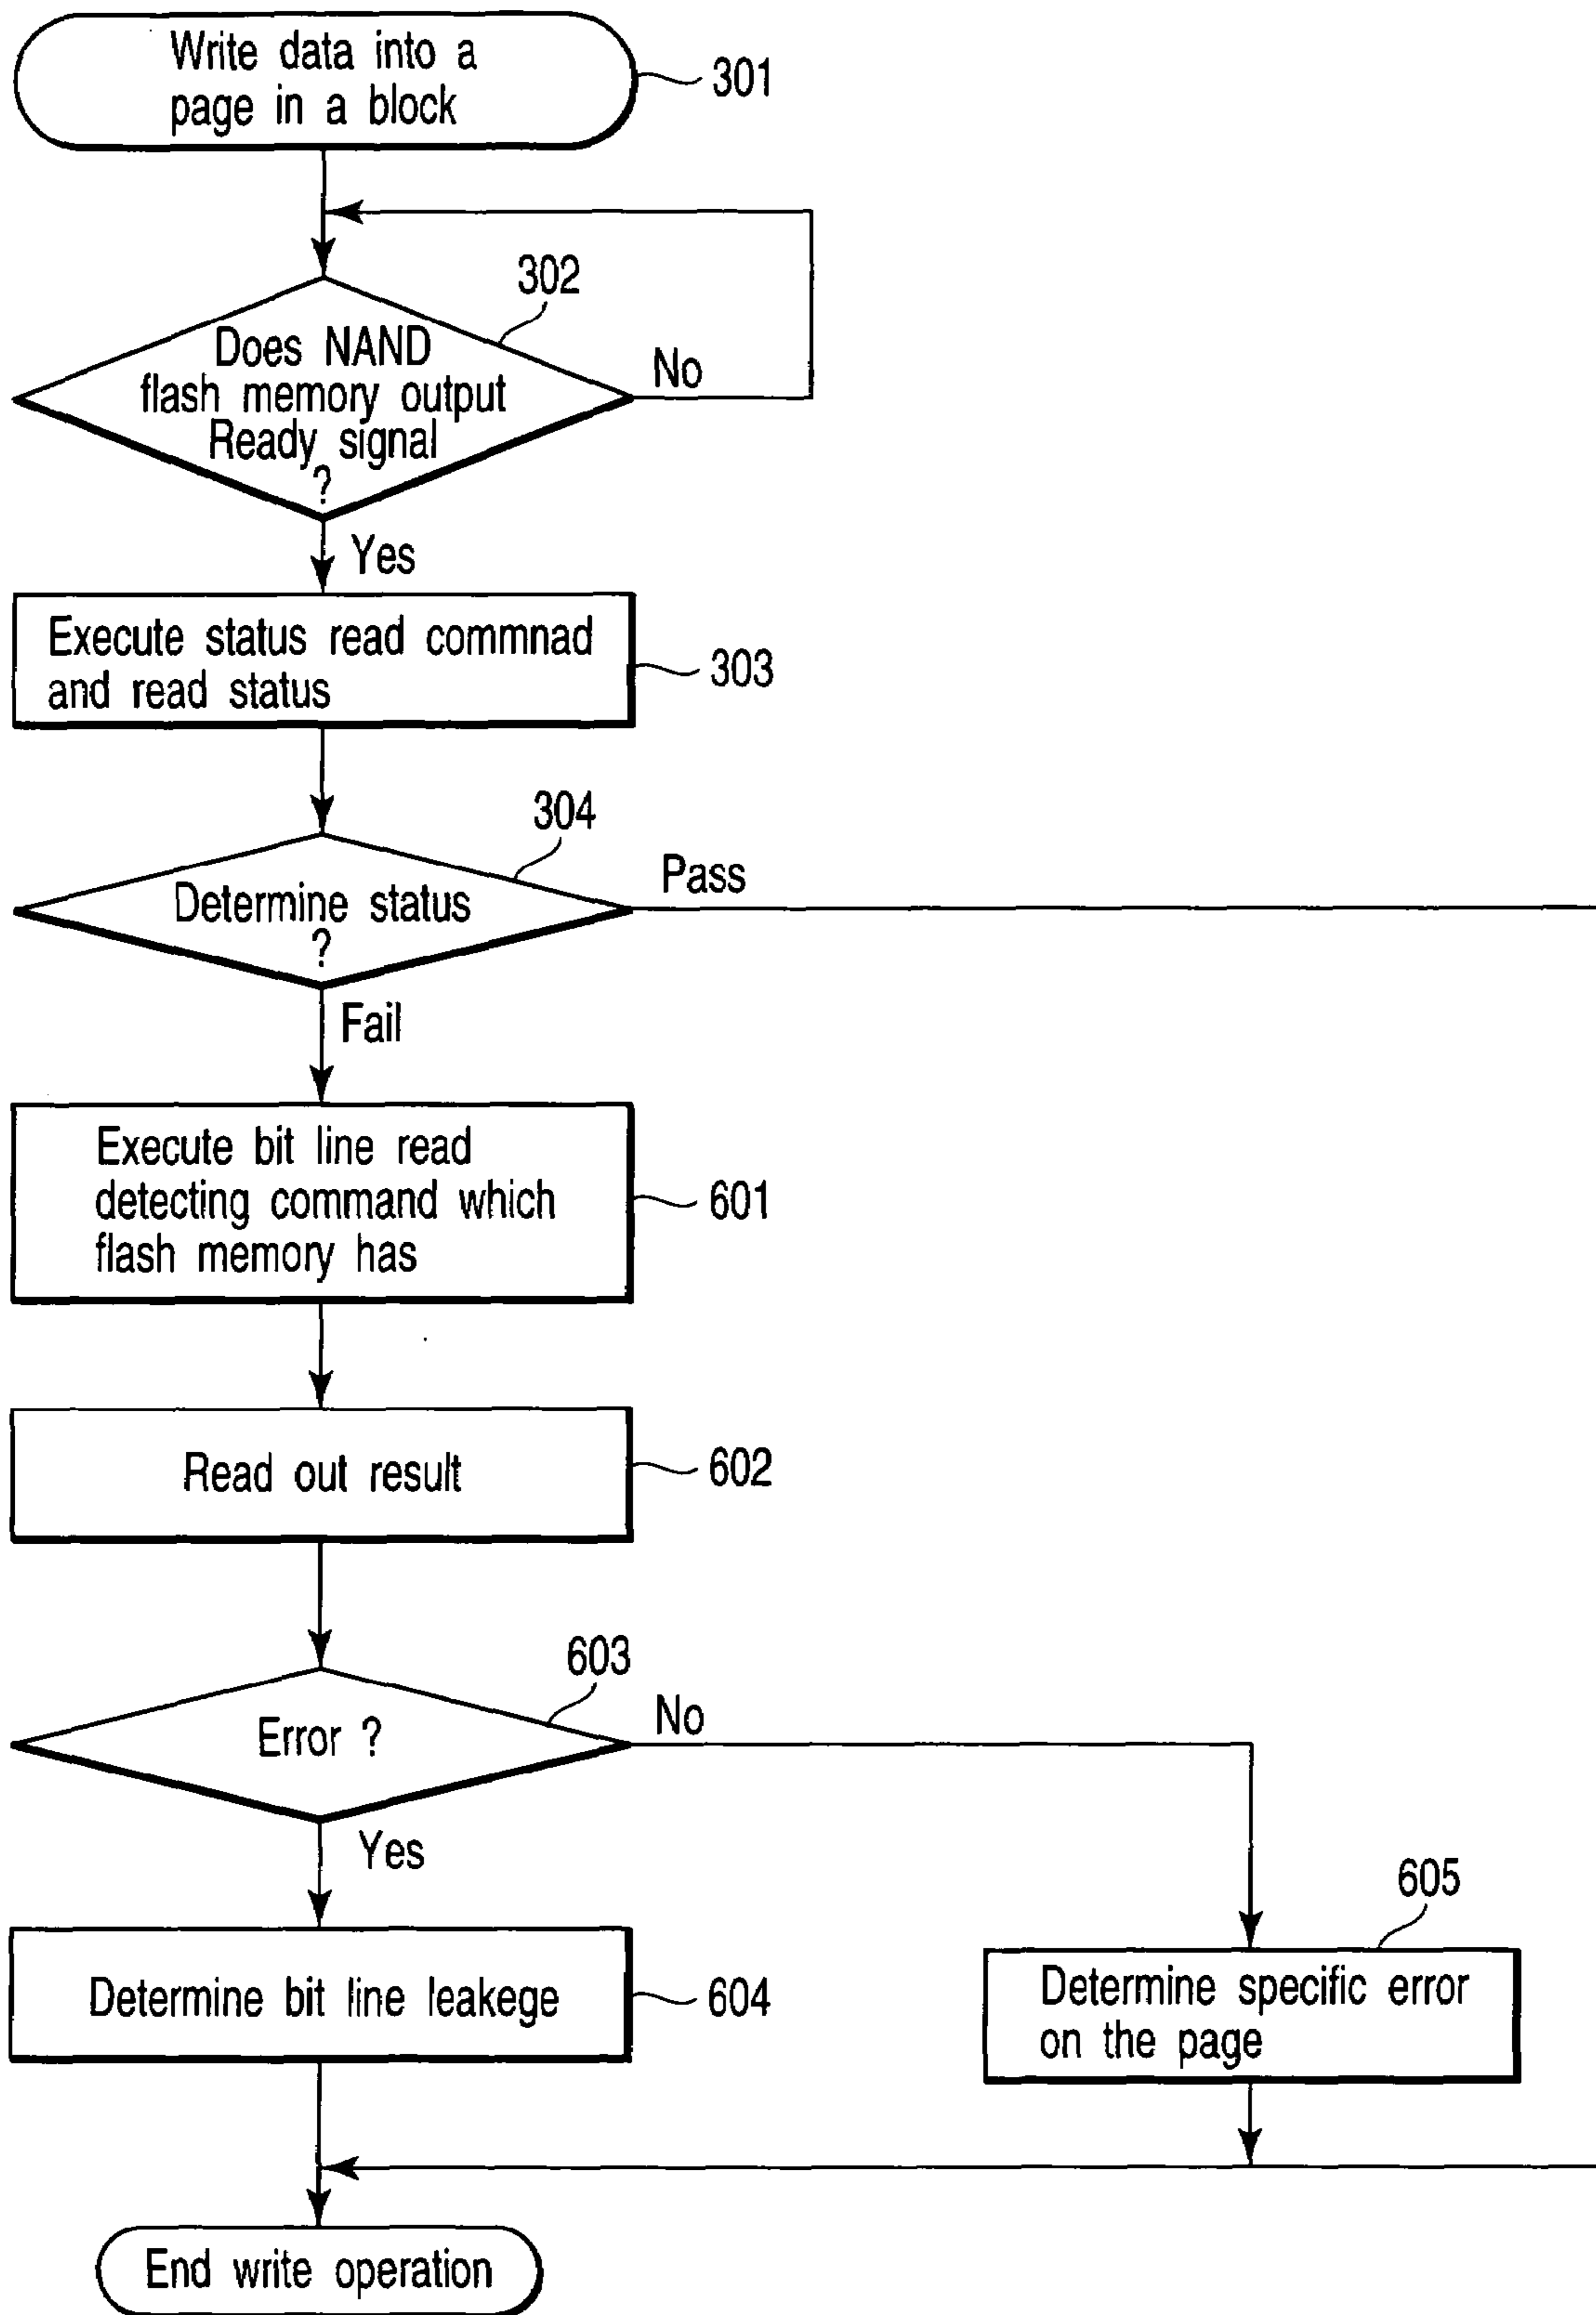 Write data into a
page in a block
301
302
Does NAND
flash memory output
Ready signal
?
No
Yes
Execute status read commnad
and read status
303
304
Determine status
?
Pass
Fail
Execute bit line read
detecting command which
flash memory has
601
Read out result
602
603
Error ?
No
Yes
605
Determine bit line leakege
604
Determine specific error
on the page
End write operation